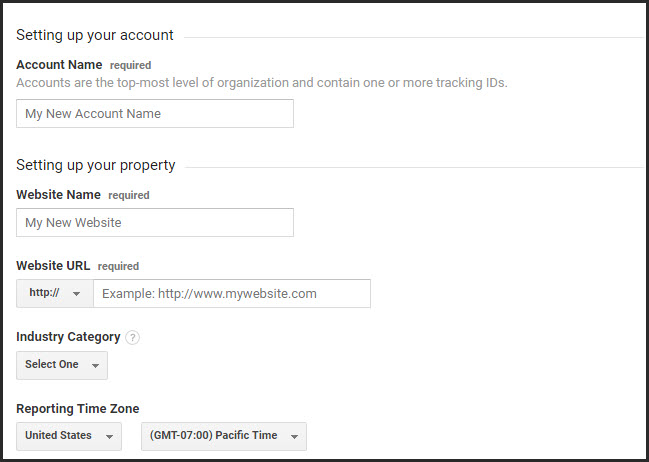 Setting up your account
Account Name required
Accounts are the top-most level of organization and contain one or more tracking IDs.
My New Account Name
Setting up your property
Website Name required
My New Website
Website URL required
http:// Example: http://www.mywebsite.com
Industry Category ?
Select One
Reporting Time Zone
United States (GMT-07:00) Pacific Time